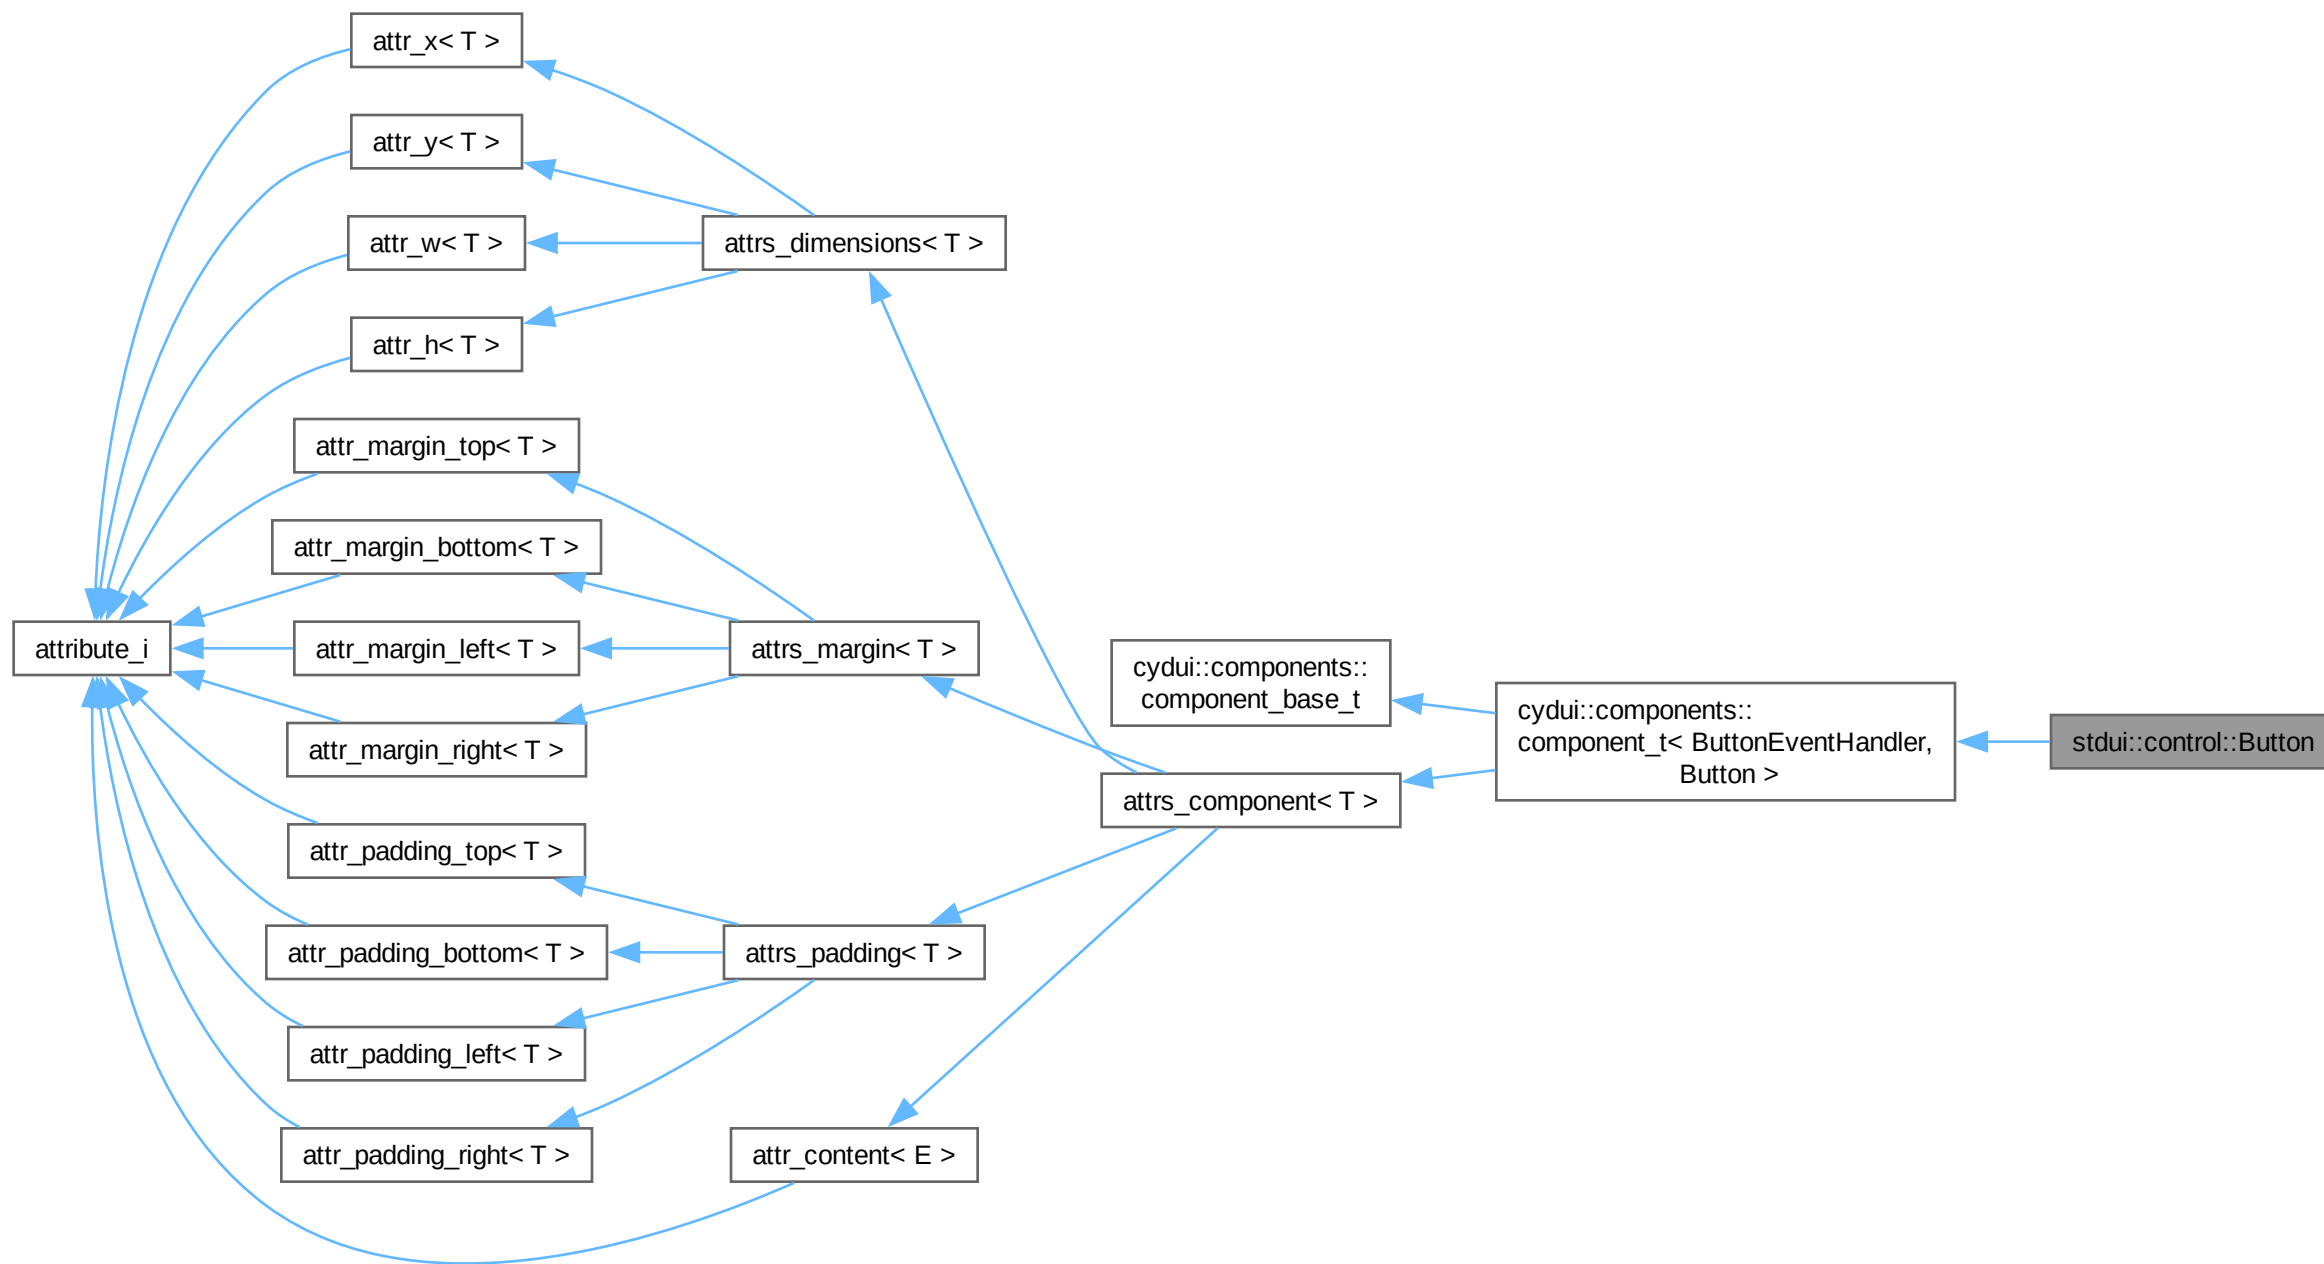 attr_x< T >
attr_y< T >
attr_w< T >
attrs_dimensions< T >
attr_h< T >
attr_margin_top< T >
attr_margin_bottom< T >
attribute_i
attr_margin_left< T >
attrs_margin< T >
attr_margin_right< T >
cydui::components::
component_base_t
cydui::components::
component_t< ButtonEventHandler,
Button >
stdui::control::Button
attrs_component< T >
attr_padding_top< T >
attr_padding_bottom< T >
attrs_padding< T >
attr_padding_left< T >
attr_padding_right< T >
attr_content< E >